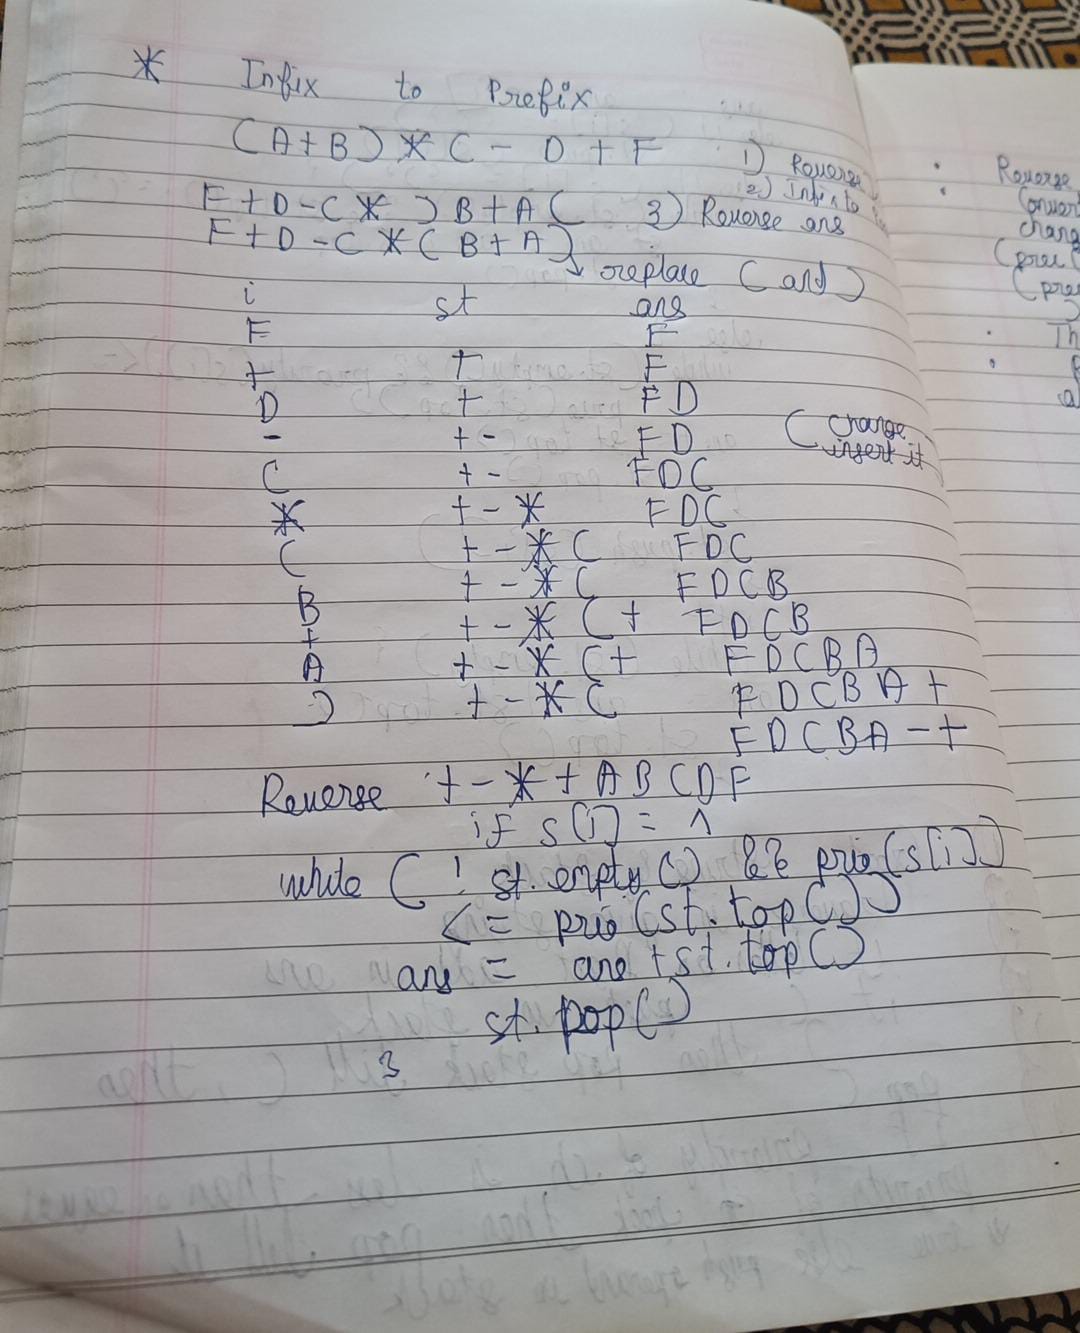 * Infix to Prefix
(A+B)*C - D + F
1) Reverse
2) Infix to
F+D-C*)B+A(
3) Reverse ans
F+D-C*(B+A)
↓ replace ( and )
i st ans
F F
+ + F
D + FD
- +- FD
( change
insert it
C +- FDC
* +-* FDC
( +-*( FDC
B +-*( FDCB
+ +-*(+ FDCB
A +-*(+ FDCBA
) +-*( FDCBA+
FDCBA-+
Reverse +-*+ABCDF
if s[i] = ^
while ( ! st.empty() && prio(s[i])
<= prio(st.top()))
ans = ans +st.top()
st.pop()
}
Reverse
chang
(prec (
(pre
Th
a